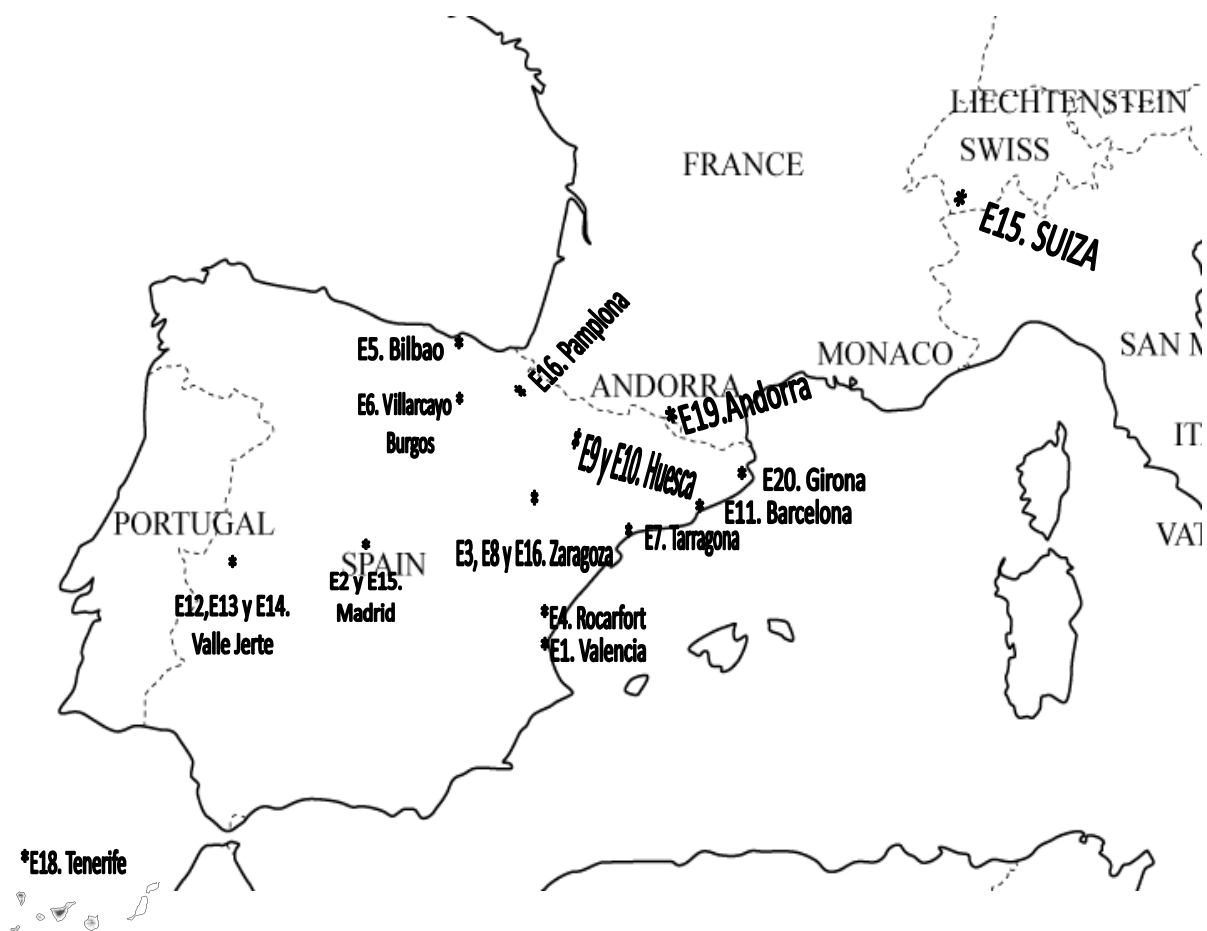 LIECHTENSTEIN
SWISS
FRANCE
* E15. SUIZA
E5. Bilbao *
* E16. Pamplona
MONACO
SAN M
ANDORRA
*E19.Andorra
E6. Villarcayo *
Burgos
*E9 y E10. Huesca
IT
* E20. Girona
* E11. Barcelona
PORTUGAL
VAT
* E7. Tarragona
*
E3, E8 y E16. Zaragoza
*
SPAIN
E2 y E15.
Madrid
*
E12,E13 y E14.
Valle Jerte
*E4. Rocarfort
*E1. Valencia
*E18. Tenerife